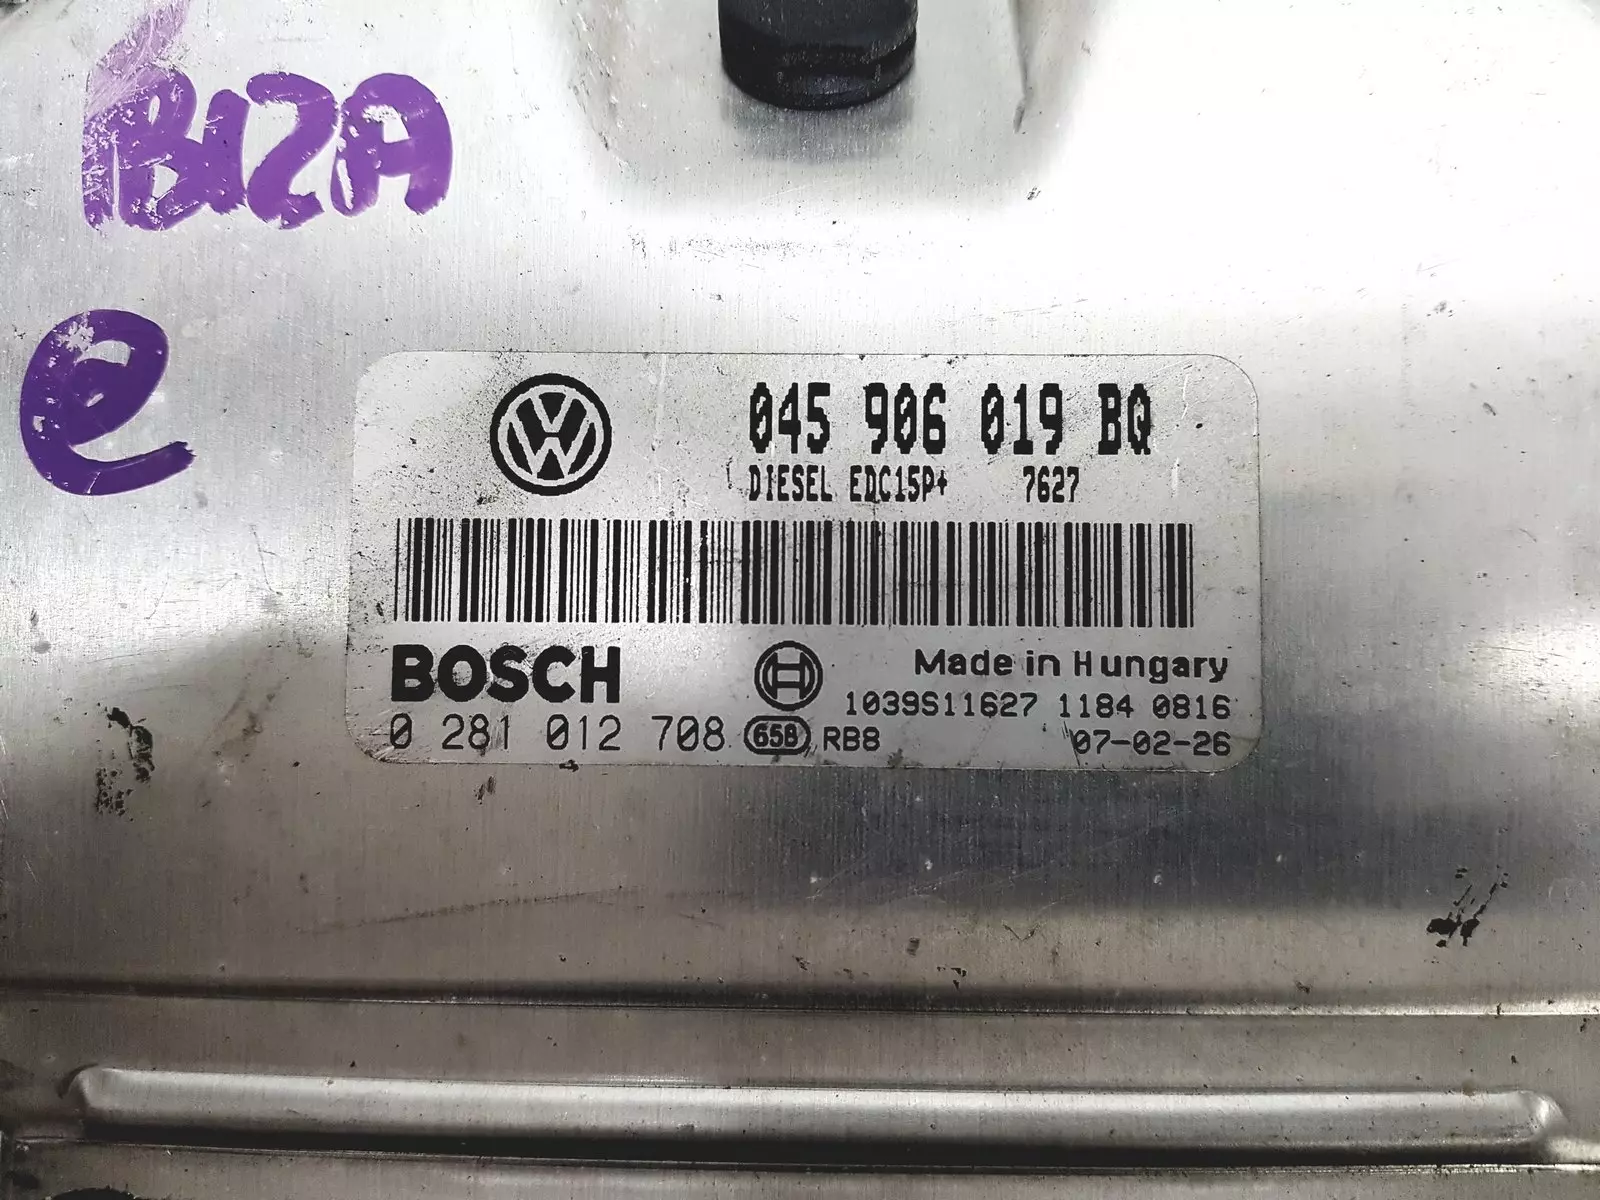 IBIZA
e
045 906 019 BQ
DIESEL EDC15P+ 7627
BOSCH
Made in Hungary
1039S11627 1184 0816
0 281 012 708 658 RB8 07-02-26